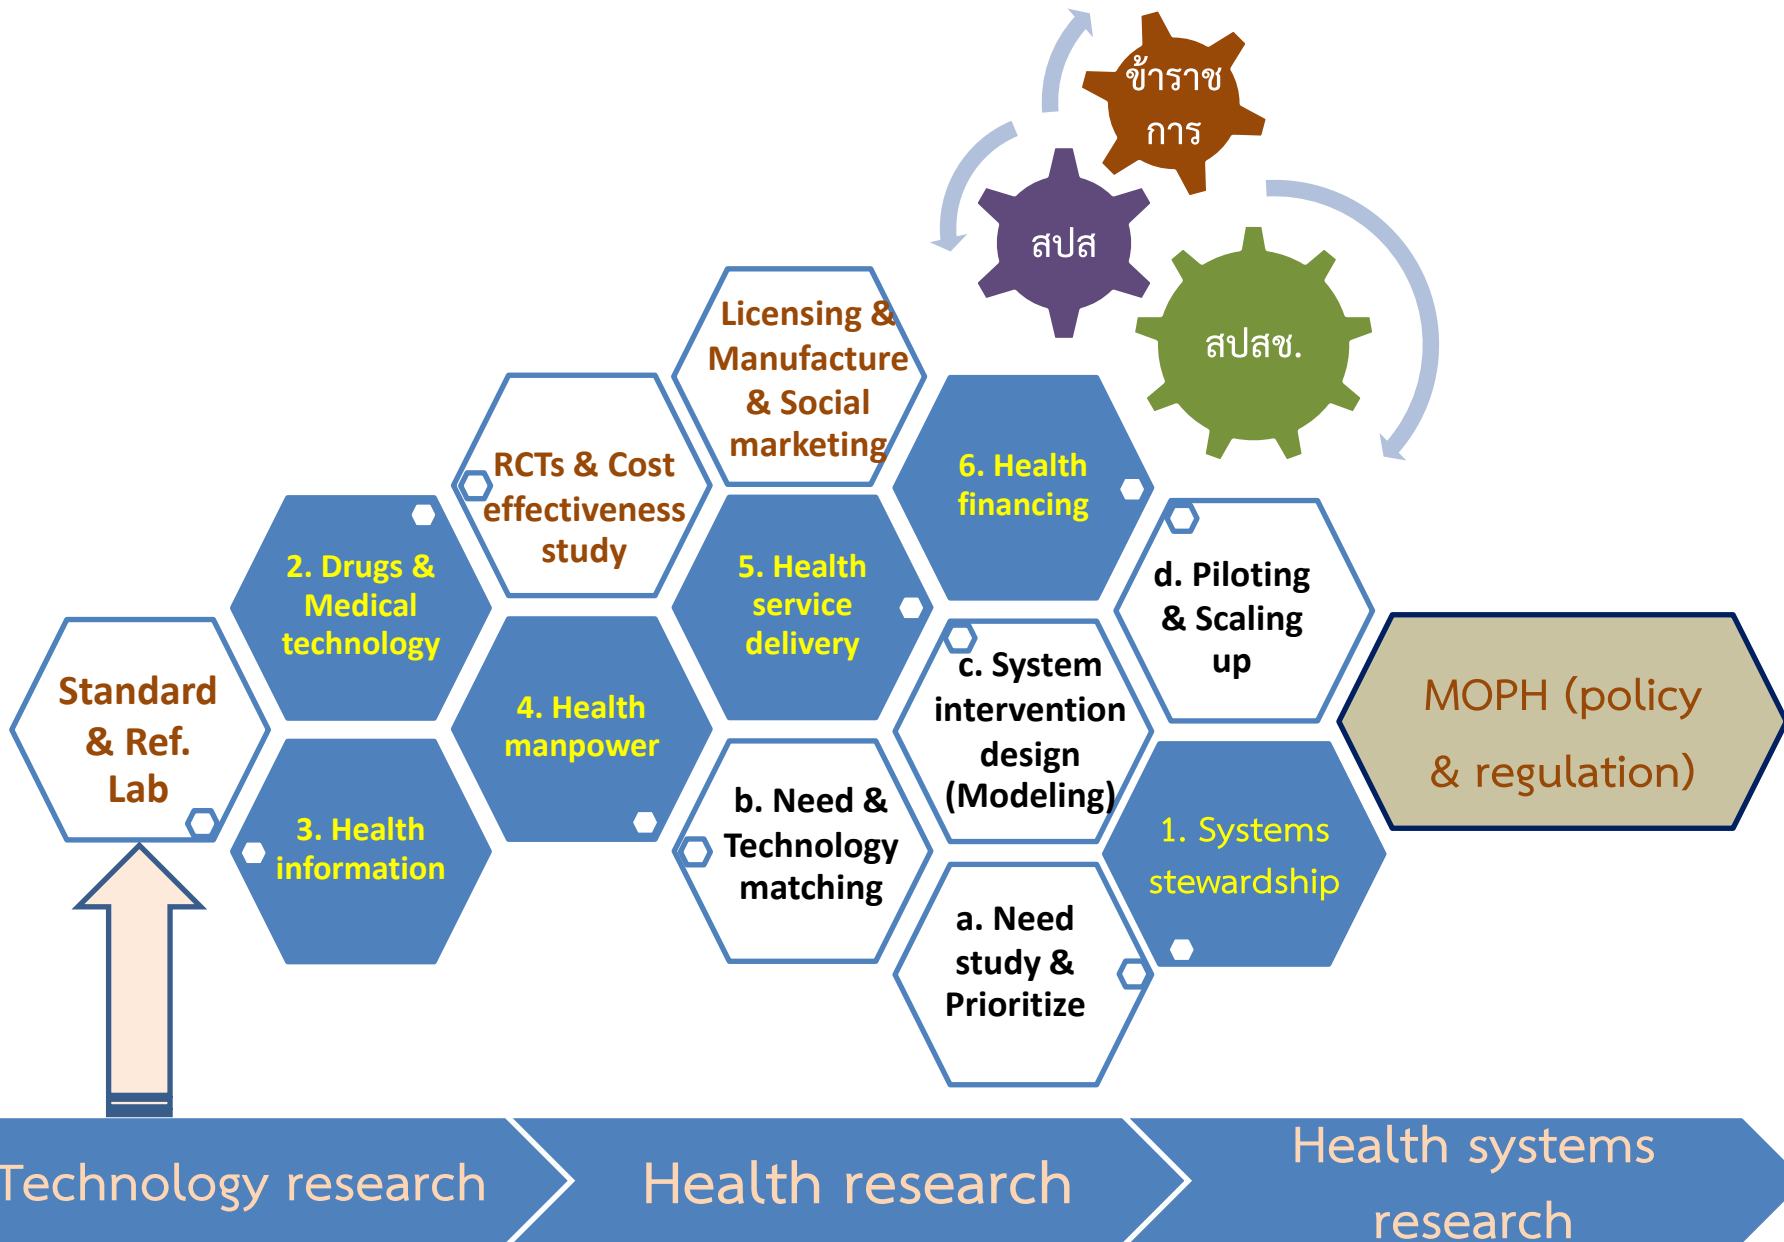 ข้าราช
การ
สปส
สปสช.
Licensing &
Manufacture
& Social
marketing
RCTs & Cost
effectiveness
study
6. Health
financing
2. Drugs &
Medical
technology
5. Health
service
delivery
d. Piloting
& Scaling
up
Standard
& Ref.
Lab
4. Health
manpower
c. System
intervention
design
(Modeling)
MOPH (policy
& regulation)
3. Health
information
b. Need &
Technology
matching
1. Systems
stewardship
a. Need
study &
Prioritize
Technology research
Health research
Health systems
research